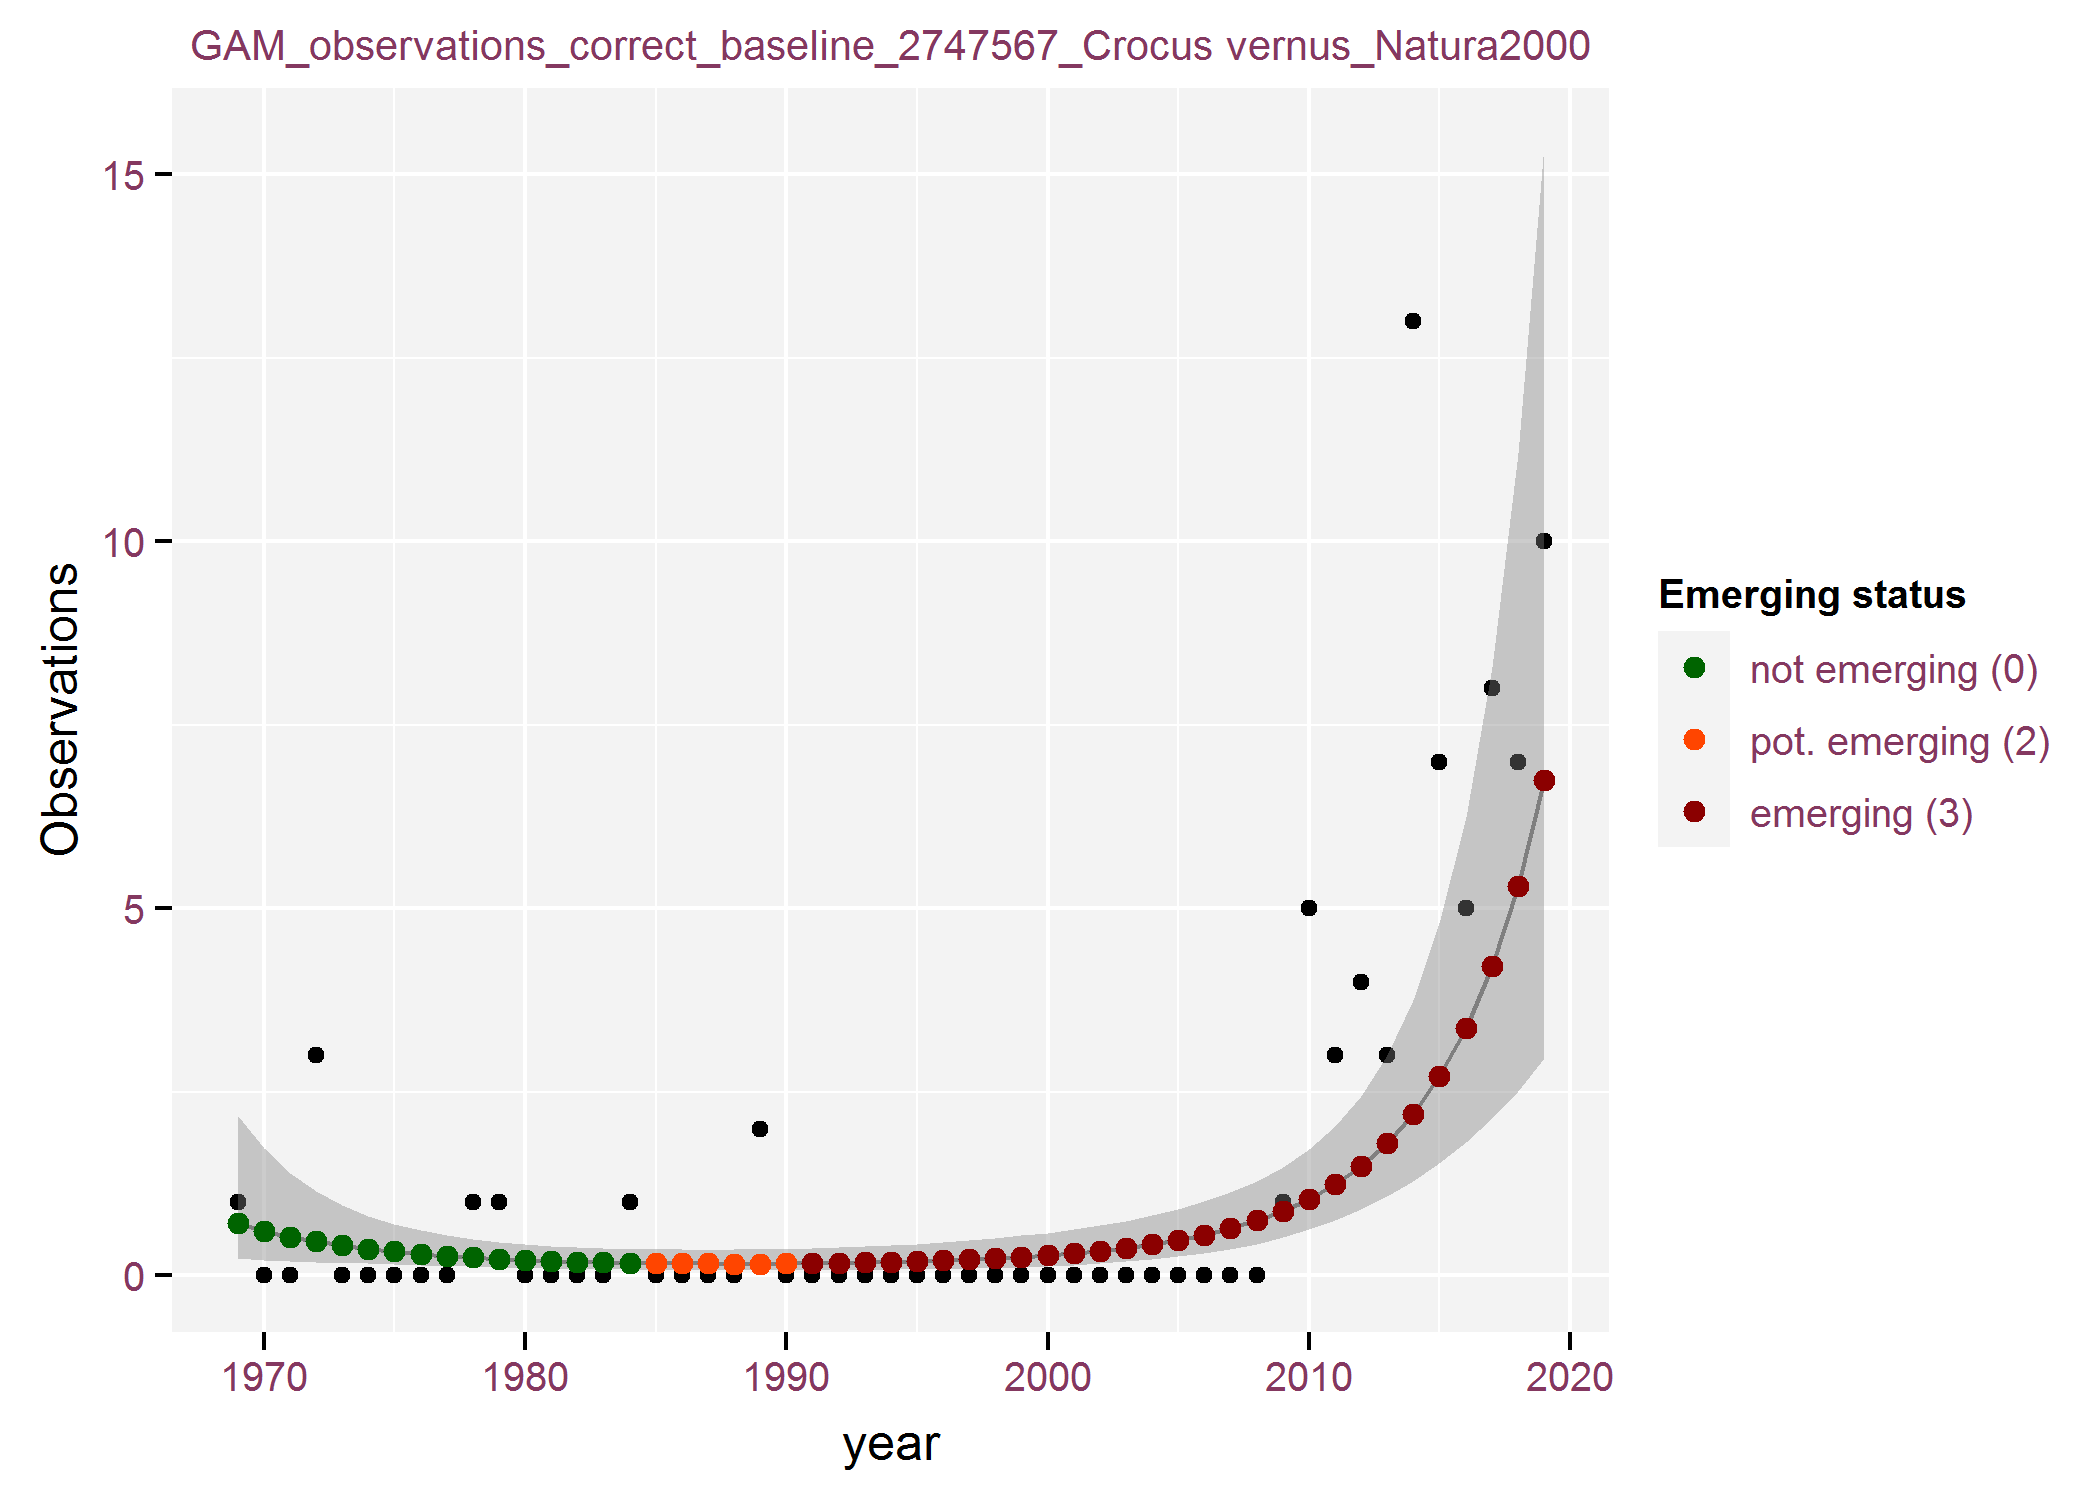 GAM_observations_correct_baseline_2747567_Crocus vernus_Natura2000
Observations
15
10
5
0
1970 1980 1990 2000 2010 2020
year
Emerging status
not emerging (0)
pot. emerging (2)
emerging (3)